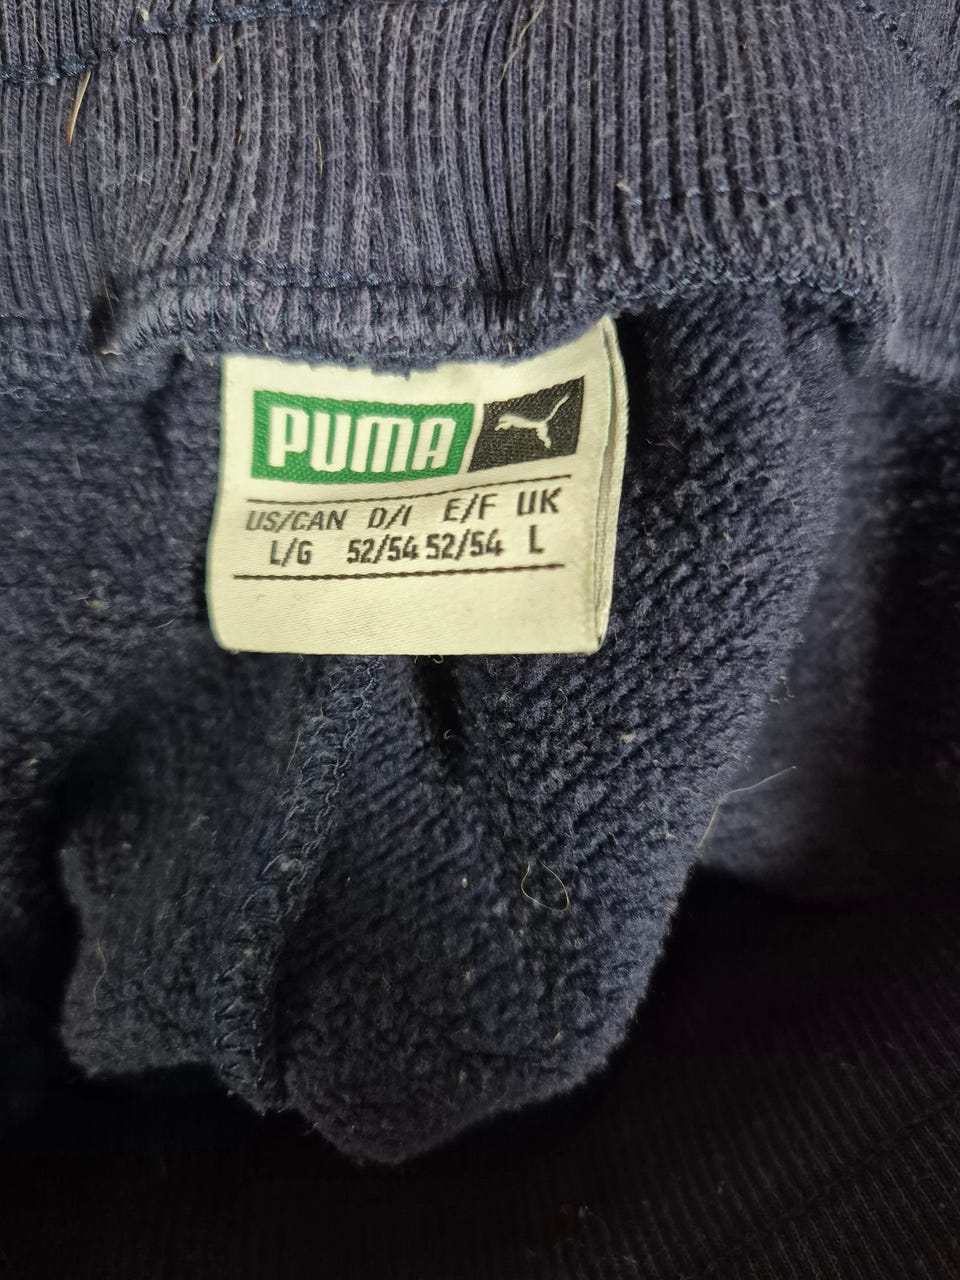 PUMA
US/CAN D/I E/F UK
L/G 52/54 52/54 L